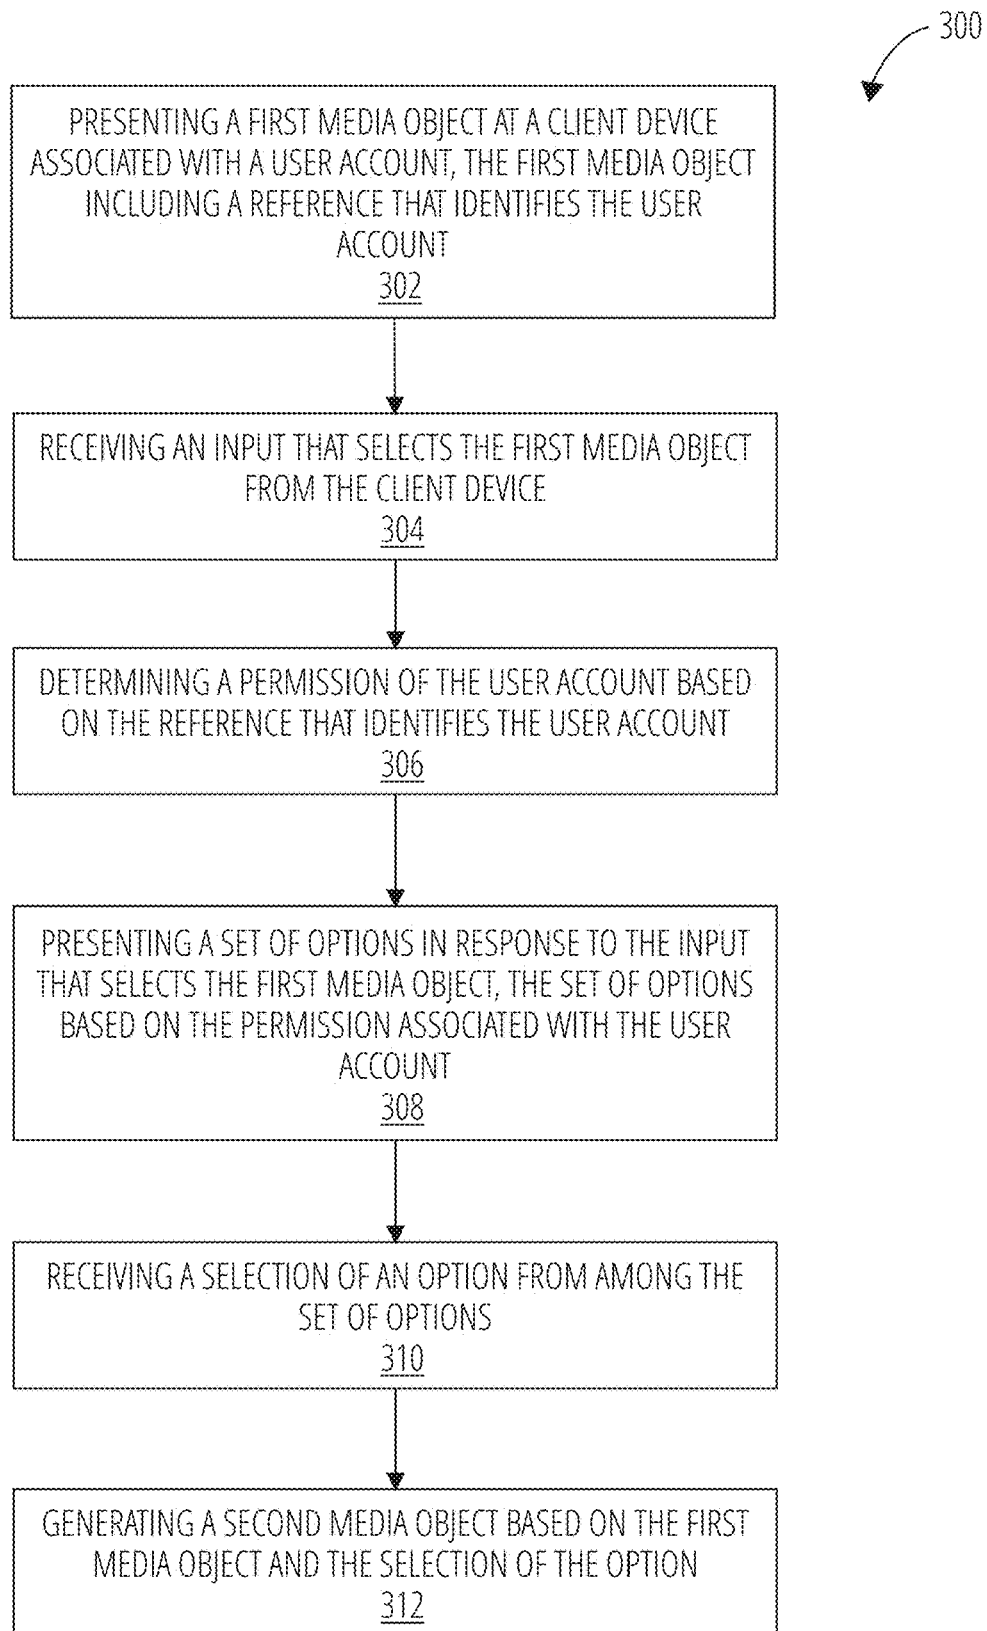 300
PRESENTING A FIRST MEDIA OBJECT AT A CLIENT DEVICE
ASSOCIATED WITH A USER ACCOUNT, THE FIRST MEDIA OBJECT
INCLUDING A REFERENCE THAT IDENTIFIES THE USER
ACCOUNT
302
RECEIVING AN INPUT THAT SELECTS THE FIRST MEDIA OBJECT
FROM THE CLIENT DEVICE
304
DETERMINING A PERMISSION OF THE USER ACCOUNT BASED
ON THE REFERENCE THAT IDENTIFIES THE USER ACCOUNT
306
PRESENTING A SET OF OPTIONS IN RESPONSE TO THE INPUT
THAT SELECTS THE FIRST MEDIA OBJECT, THE SET OF OPTIONS
BASED ON THE PERMISSION ASSOCIATED WITH THE USER
ACCOUNT
308
RECEIVING A SELECTION OF AN OPTION FROM AMONG THE
SET OF OPTIONS
310
GENERATING A SECOND MEDIA OBJECT BASED ON THE FIRST
MEDIA OBJECT AND THE SELECTION OF THE OPTION
312